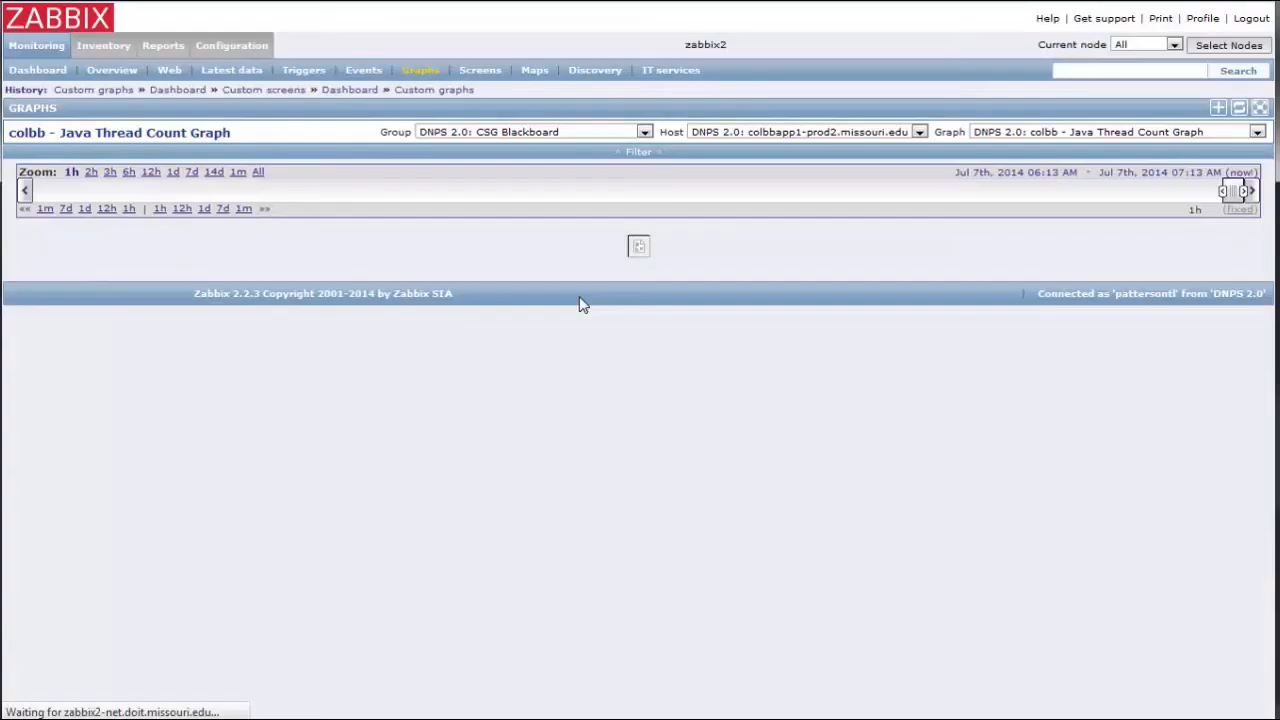 ZABBIX
Help | Get support | Print | Profile | Logout
Monitoring Inventory Reports Configuration zabbix2 Current node All Select Nodes
Dashboard | Overview | Web | Latest data | Triggers | Events | Graphs | Screens | Maps | Discovery | IT services Search
History: Custom graphs » Dashboard » Custom screens » Dashboard » Custom graphs
GRAPHS
colbb - Java Thread Count Graph Group DNPS 2.0: CSG Blackboard Host DNPS 2.0: colbbapp1-prod2.missouri.edu Graph DNPS 2.0: colbb - Java Thread Count Graph
Filter
Zoom: 1h 2h 3h 6h 12h 1d 7d 14d 1m All Jul 7th, 2014 06:13 AM - Jul 7th, 2014 07:13 AM (now!)
«« 1m 7d 1d 12h 1h | 1h 12h 1d 7d 1m »» 1h (fixed)
Zabbix 2.2.3 Copyright 2001-2014 by Zabbix SIA | Connected as 'pattersontl' from 'DNPS 2.0'
Waiting for zabbix2-net.doit.missouri.edu...